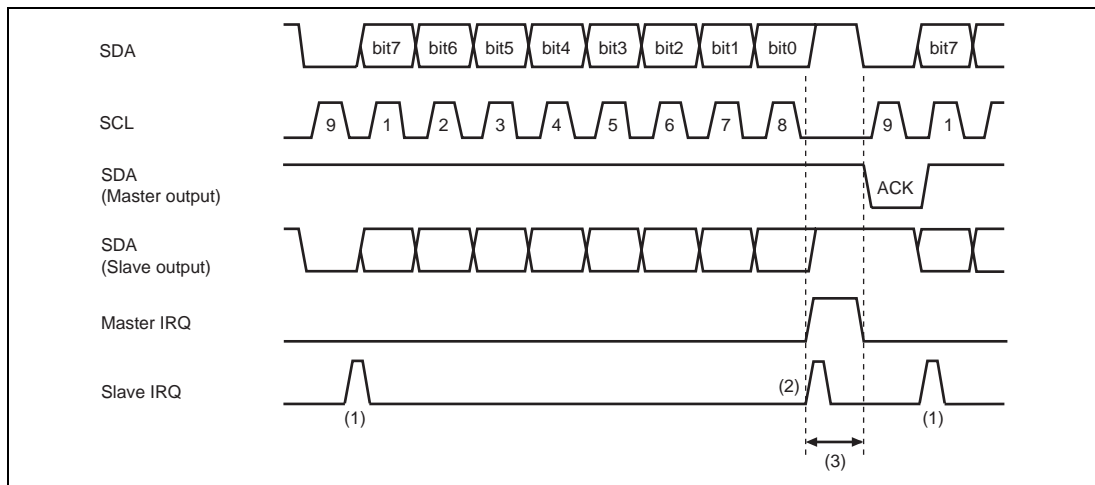 SDA bit7 bit6 bit5 bit4 bit3 bit2 bit1 bit0 bit7
SCL 9 1 2 3 4 5 6 7 8 9 1
SDA
(Master output) ACK
SDA
(Slave output)
Master IRQ
Slave IRQ (2)
(1) (1)
(3)